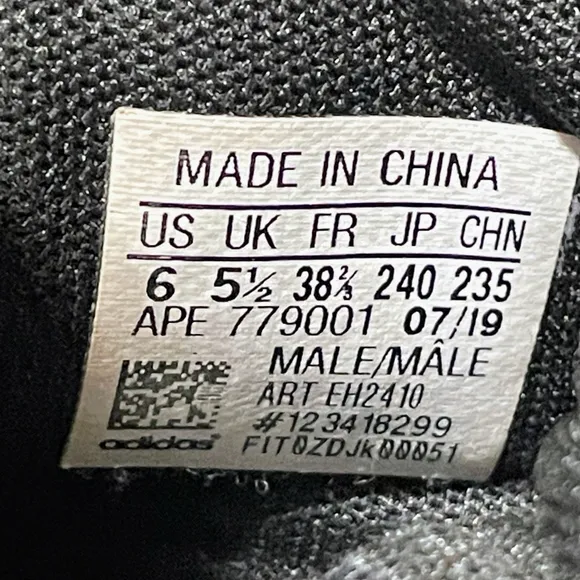 MADE IN CHINA
US UK FR JP CHN
6 5½ 38⅔ 240 235
APE 779001 07/19
MALE/MÂLE
ART EH2410
#123418299
adidas FIT0ZDJK00051